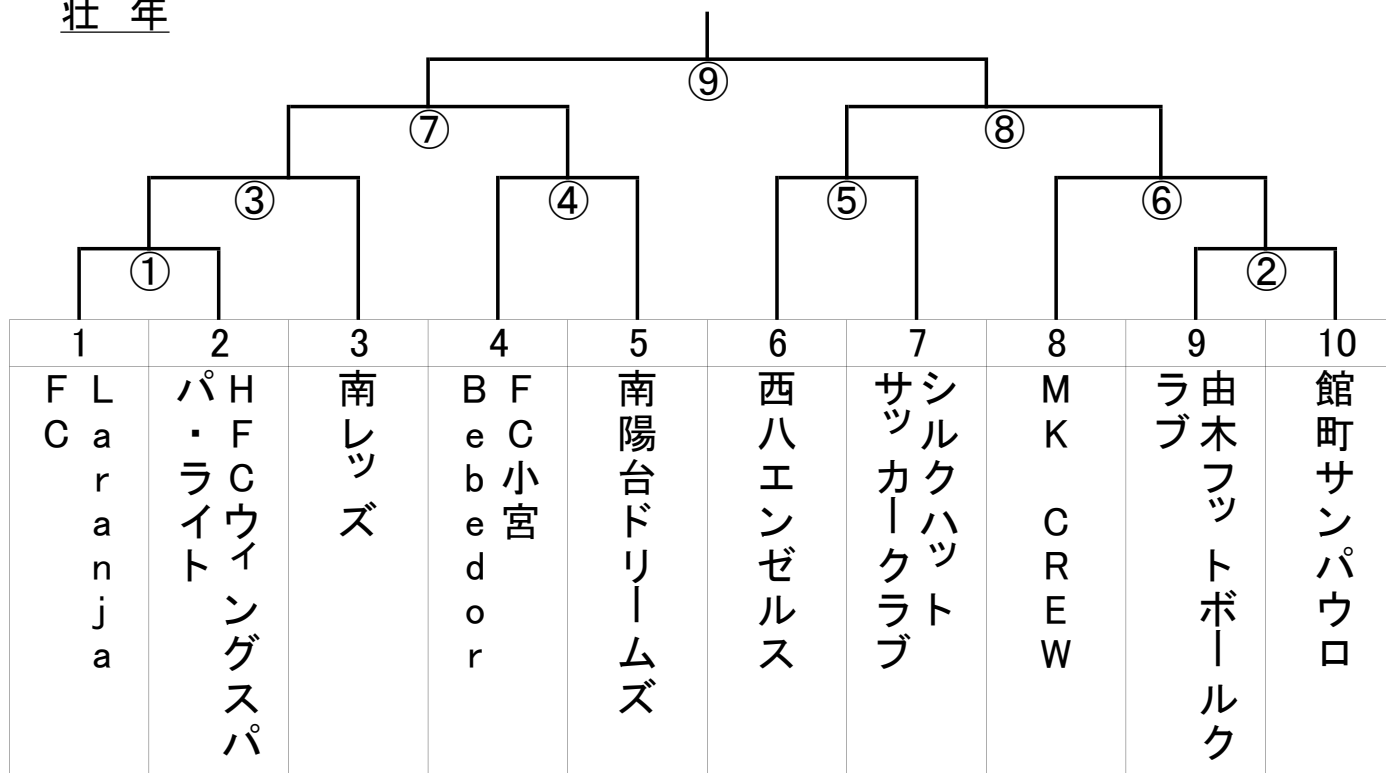 壮 年
⑨
⑦
⑧
③
④
⑤
⑥
①
②
1
2
3
4
5
6
7
8
9
10
Laranja
FC
HFCウィングスパ
パ・ライト
南レッズ
FC小宮
Bebedor
南陽台ドリームズ
西八エンゼルス
シルクハット
サッカークラブ
MK CREW
由木フットボールク
ラブ
館町サンパウロ